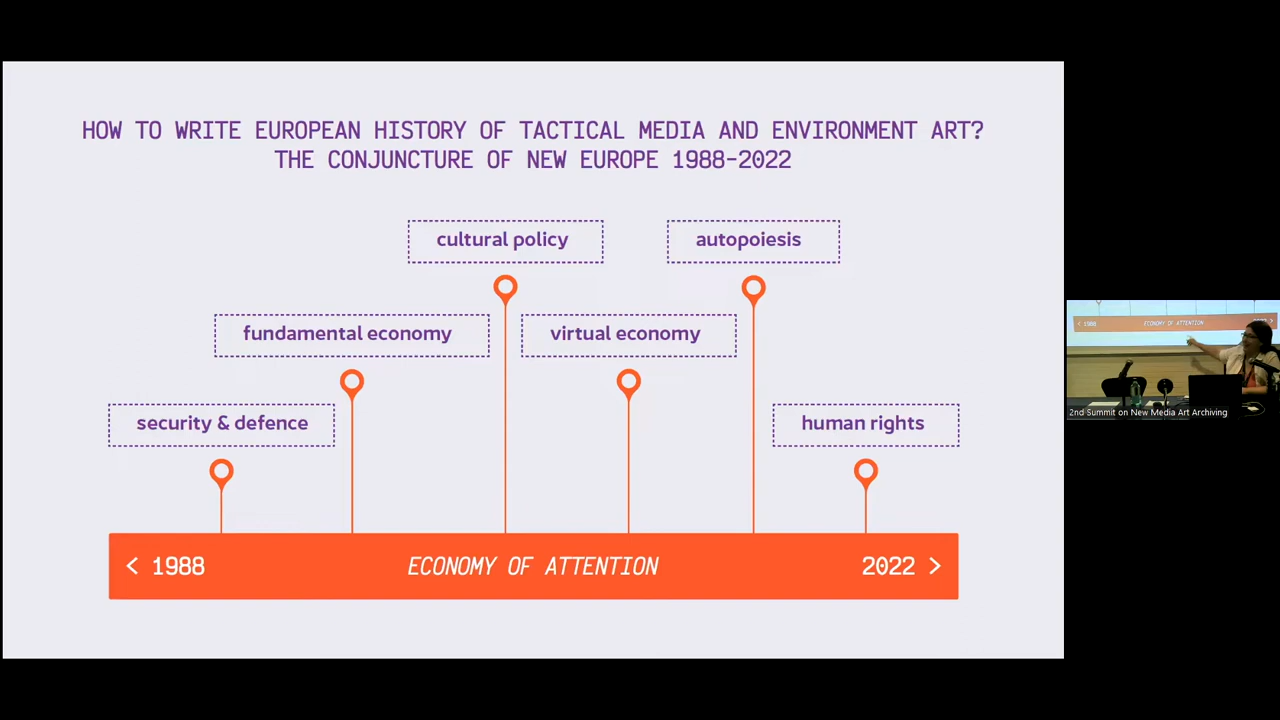 HOW TO WRITE EUROPEAN HISTORY OF TACTICAL MEDIA AND ENVIRONMENT ART?
THE CONJUNCTURE OF NEW EUROPE 1988-2022
cultural policy
autopoiesis
fundamental economy
virtual economy
security & defence
human rights
< 1988
ECONOMY OF ATTENTION
2022 >
< 1988
ECONOMY OF ATTENTION
2nd Summit on New Media Art Archiving